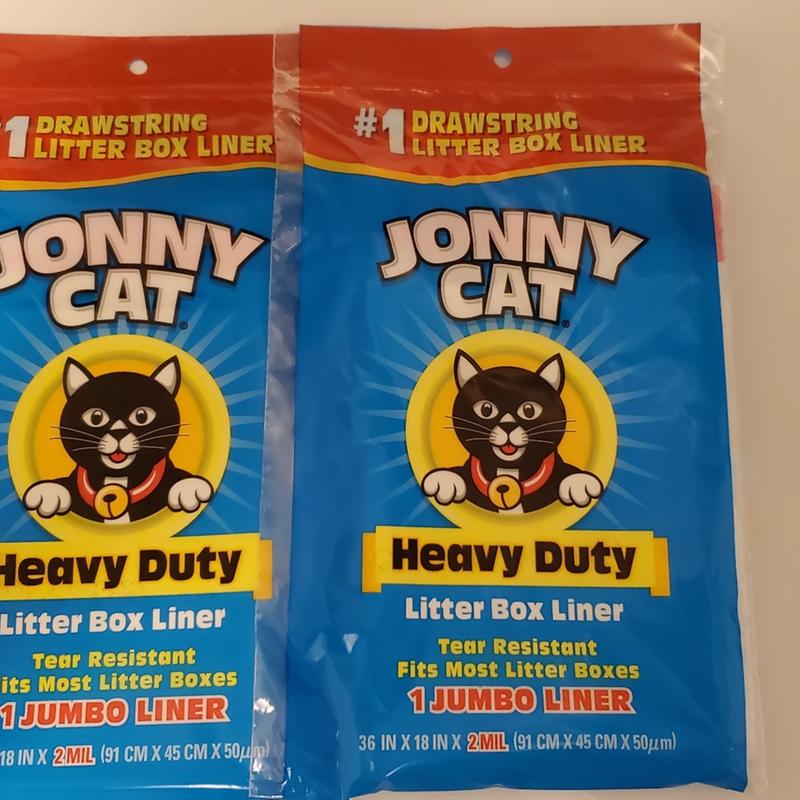 1 DRAWSTRING
LITTER BOX LINER
JONNY
CAT®
Heavy Duty
Litter Box Liner
Tear Resistant
its Most Litter Boxes
1 JUMBO LINER
18 IN X 2 MIL (91 CM X 45 CM X 50μm)
#1 DRAWSTRING
LITTER BOX LINER
JONNY
CAT®
Heavy Duty
Litter Box Liner
Tear Resistant
Fits Most Litter Boxes
1 JUMBO LINER
36 IN X 18 IN X 2 MIL (91 CM X 45 CM X 50μm)